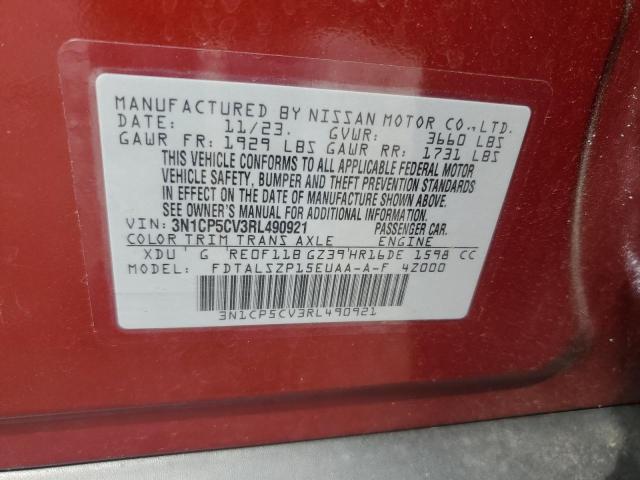 MANUFACTURED BY NISSAN MOTOR CO.,LTD.
DATE: 11/23. GVWR: 3660 LBS
GAWR FR: 1929 LBS GAWR RR: 1731 LBS
THIS VEHICLE CONFORMS TO ALL APPLICABLE FEDERAL MOTOR
VEHICLE SAFETY, BUMPER AND THEFT PREVENTION STANDARDS
IN EFFECT ON THE DATE OF MANUFACTURE SHOWN ABOVE.
SEE OWNER'S MANUAL FOR ADDITIONAL INFORMATION.
VIN: 3N1CP5CV3RL490921 PASSENGER CAR.
COLOR TRIM TRANS AXLE ENGINE
XDU G RE0F11B GZ39 HR16DE 1598 CC
MODEL: FDTALSZP15EUAA-A-F 4Z000
3N1CP5CV3RL490921